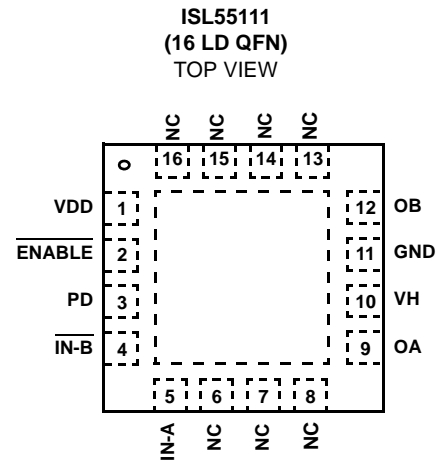 ISL55111
(16 LD QFN)
TOP VIEW
NC NC NC NC
16 15 14 13
VDD 1 12 OB
ENABLE 2 11 GND
PD 3 10 VH
IN-B 4 9 OA
5 6 7 8
IN-A NC NC NC